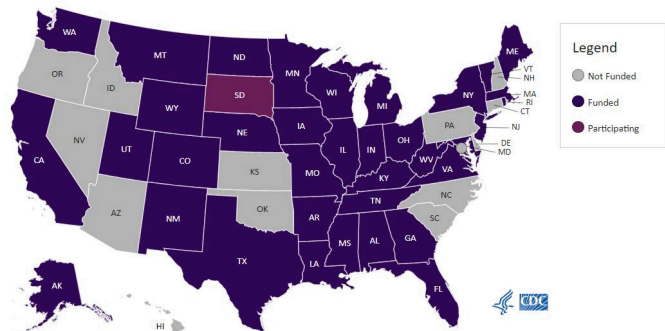 WA
MT
ND
MN
ME
OR
ID
SD
WI
VT
NH
WY
MI
NY
MA
RI
CT
NE
IA
PA
NJ
NV
UT
IL
IN
OH
DE
MD
CA
CO
KS
MO
WV
VA
KY
AZ
NM
OK
AR
TN
NC
SC
TX
MS
AL
GA
LA
AK
FL
HI
Legend
Not Funded
Funded
Participating
CDC